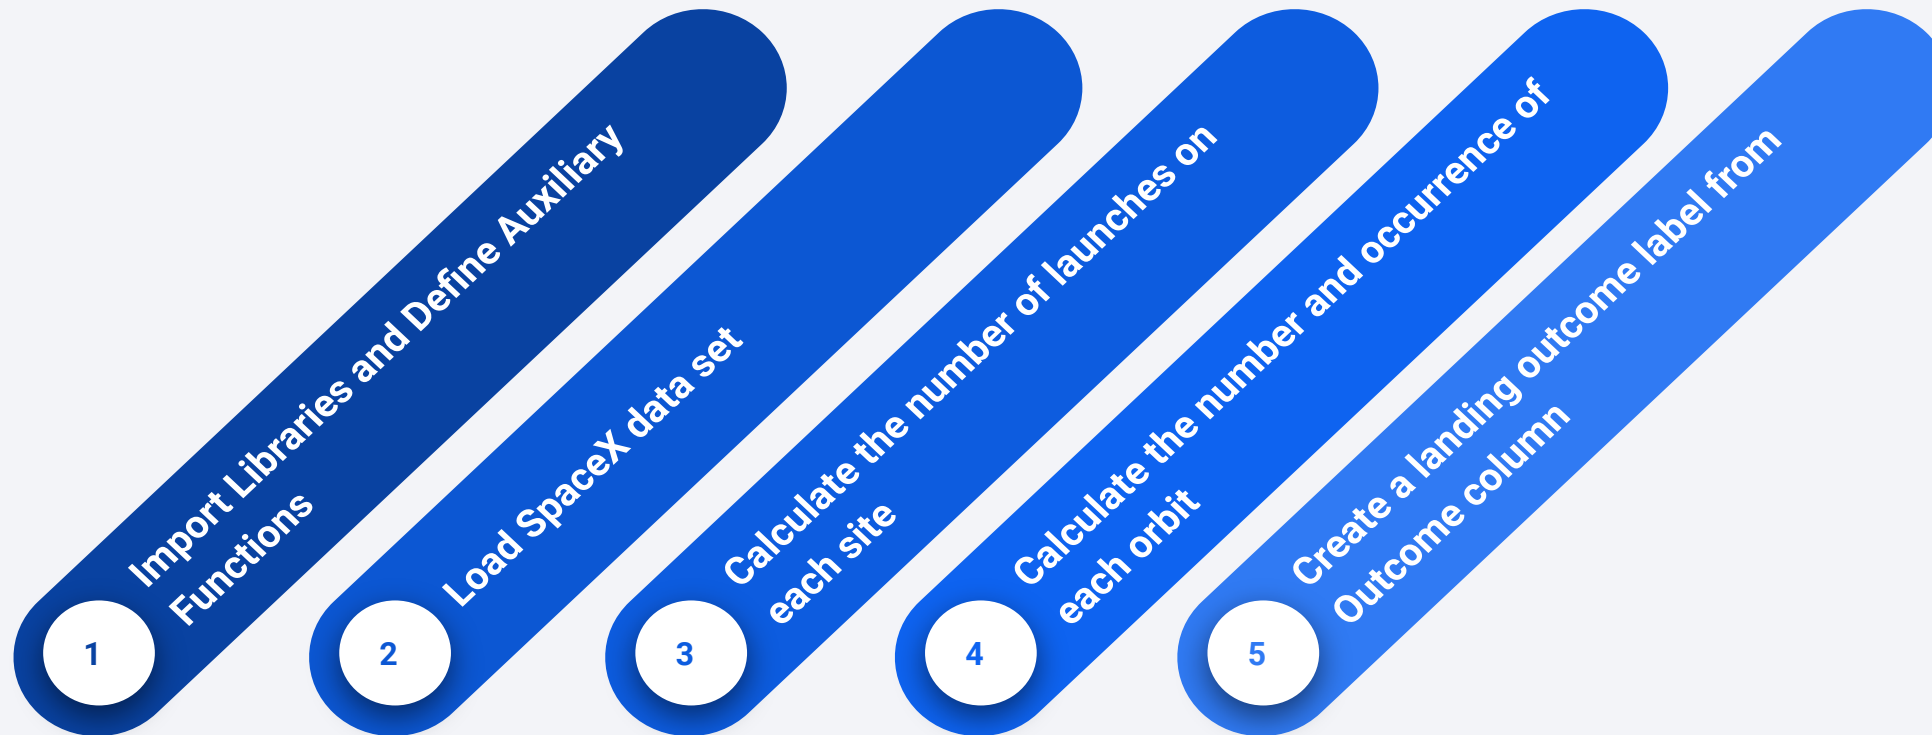 1
Import Libraries and Define Auxiliary
Functions
2
Load SpaceX data set
3
Calculate the number of launches on
each site
4
Calculate the number and occurrence of
each orbit
5
Create a landing outcome label from
Outcome column